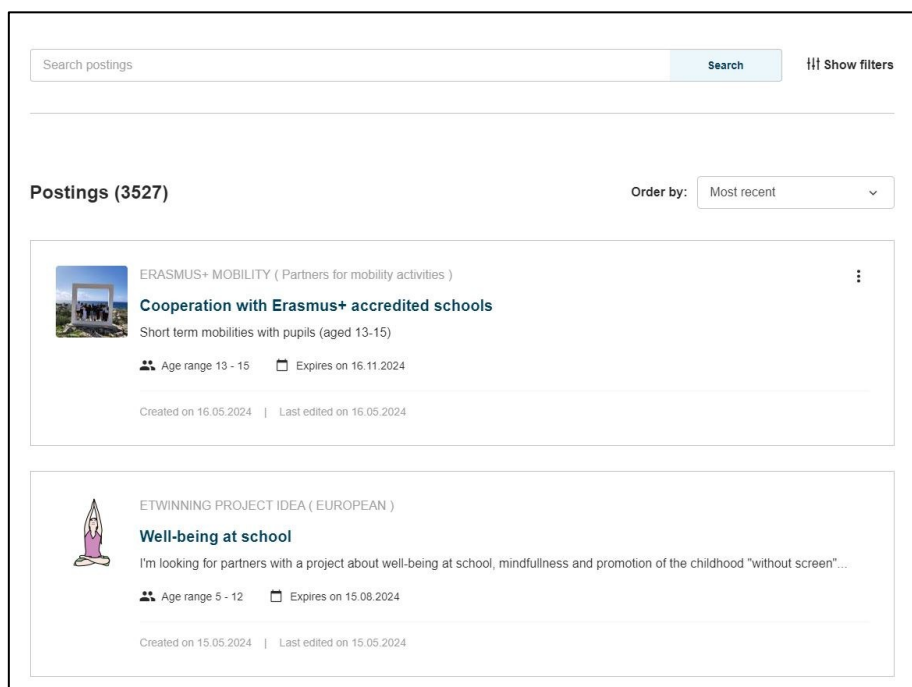 Search postings Search Show filters
Postings (3527) Order by: Most recent
ERASMUS+ MOBILITY ( Partners for mobility activities )
Cooperation with Erasmus+ accredited schools
Short term mobilities with pupils (aged 13-15)
Age range 13 - 15 Expires on 16.11.2024
Created on 16.05.2024 | Last edited on 16.05.2024
ETWINNING PROJECT IDEA ( EUROPEAN )
Well-being at school
I'm looking for partners with a project about well-being at school, mindfullness and promotion of the childhood "without screen"...
Age range 5 - 12 Expires on 15.08.2024
Created on 15.05.2024 | Last edited on 15.05.2024